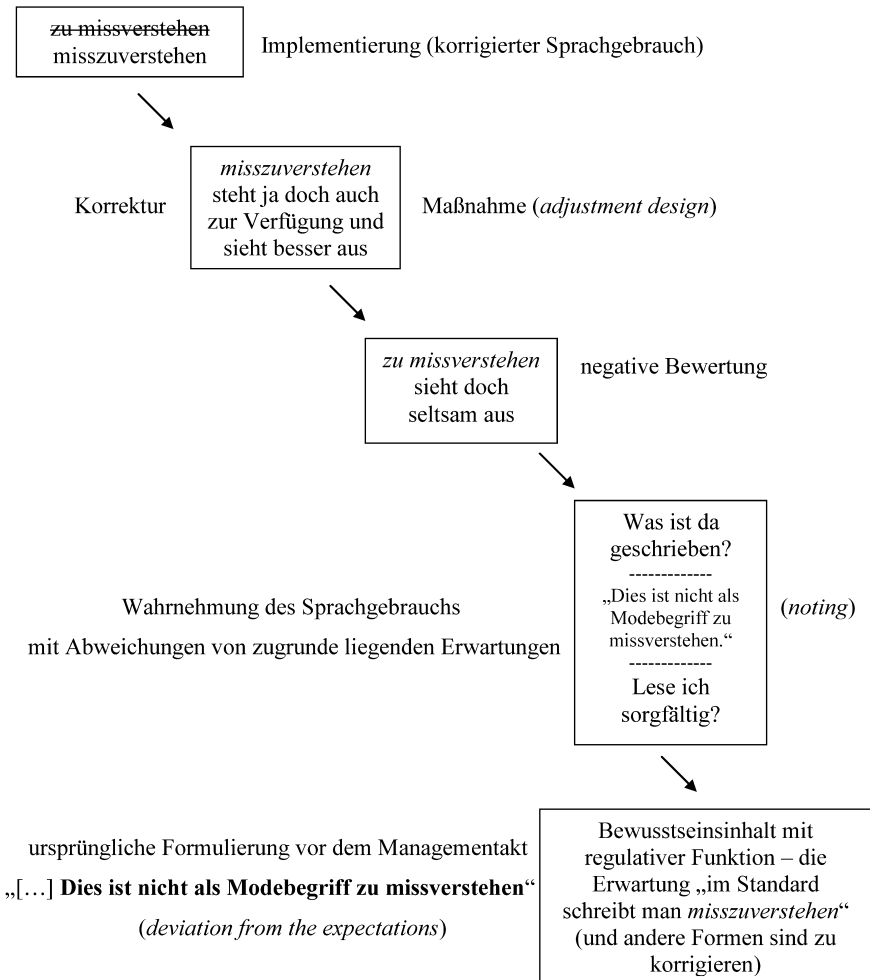 zu missverstehen
misszuverstehen
Implementierung (korrigierter Sprachgebrauch)
Korrektur
misszuverstehen
steht ja doch auch
zur Verfügung und
sieht besser aus
Maßnahme (adjustment design)
zu missverstehen
sieht doch
seltsam aus
negative Bewertung
Wahrnehmung des Sprachgebrauchs
mit Abweichungen von zugrunde liegenden Erwartungen
Was ist da
geschrieben?
-------------
„Dies ist nicht als
Modebegriff zu
missverstehen.“
-------------
Lese ich
sorgfältig?
(noting)
ursprüngliche Formulierung vor dem Managementakt
„[…] Dies ist nicht als Modebegriff zu missverstehen“
(deviation from the expectations)
Bewusstseinsinhalt mit
regulativer Funktion – die
Erwartung „im Standard
schreibt man misszuverstehen“
(und andere Formen sind zu
korrigieren)